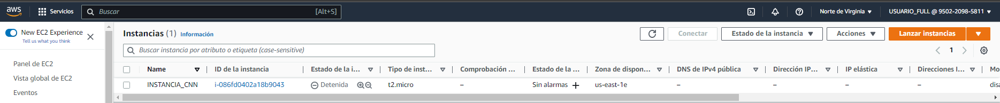 aws Servicios Buscar [Alt+S] Norte de Virginia USUARIO_FULL @ 9502-2098-5811
New EC2 Experience
Tell us what you think
Panel de EC2
Vista global de EC2
Eventos
Instancias (1) Información Conectar Estado de la instancia Acciones Lanzar instancias
Buscar instancia por atributo o etiqueta (case-sensitive) 1
Name ID de la instancia Estado de la i... Tipo de inst... Comprobación ... Estado de la ... Zona de dispon... DNS de IPv4 pública Dirección IP... IP elástica Direcciones I... Mo
INSTANCIA_CNN i-086fd0402a18b9043 Detenida t2.micro – Sin alarmas us-east-1e – – – – disa